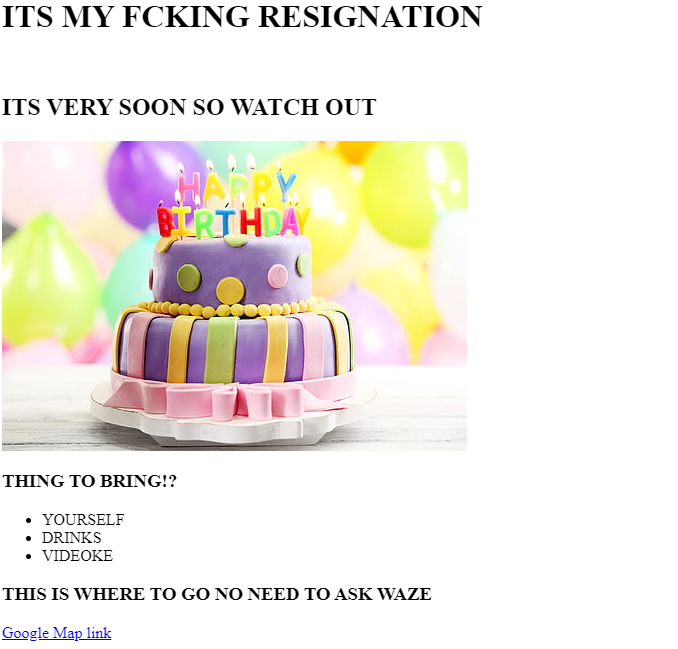 ITS MY FCKING RESIGNATION
ITS VERY SOON SO WATCH OUT
HAPPY
BIRTHDAY
THING TO BRING!?
YOURSELF
DRINKS
VIDEOKE
THIS IS WHERE TO GO NO NEED TO ASK WAZE
Google Map link